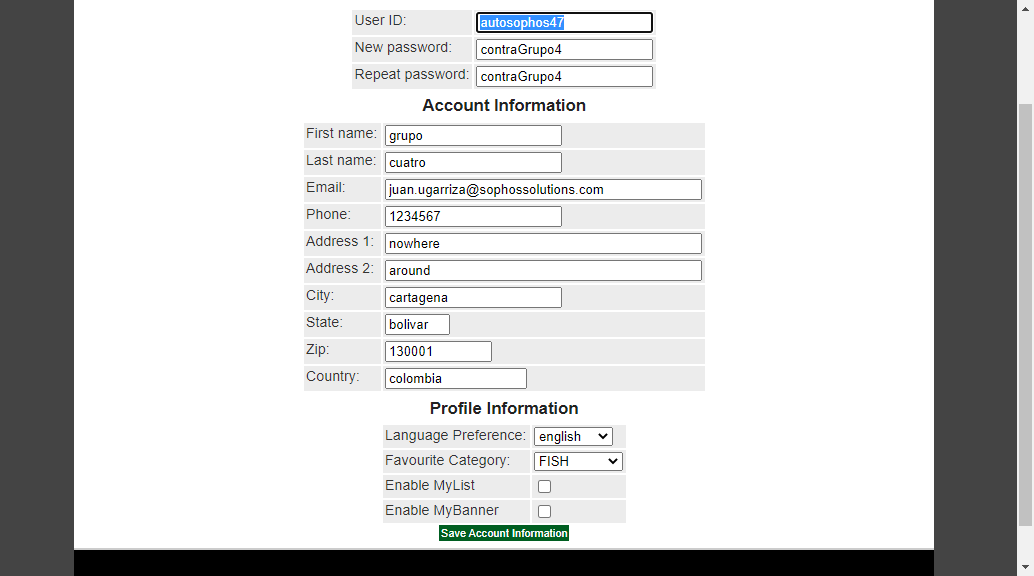 User ID: autosophos47
New password: contraGrupo4
Repeat password: contraGrupo4
Account Information
First name: grupo
Last name: cuatro
Email: juan.ugarriza@sophossolutions.com
Phone: 1234567
Address 1: nowhere
Address 2: around
City: cartagena
State: bolivar
Zip: 130001
Country: colombia
Profile Information
Language Preference: english
Favourite Category: FISH
Enable MyList
Enable MyBanner
Save Account Information